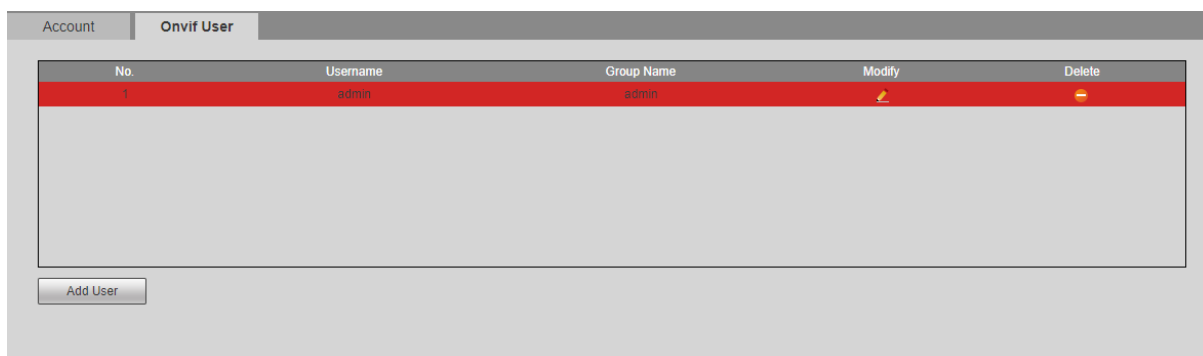 Account Onvif User
No. Username Group Name Modify Delete
1 admin admin
Add User